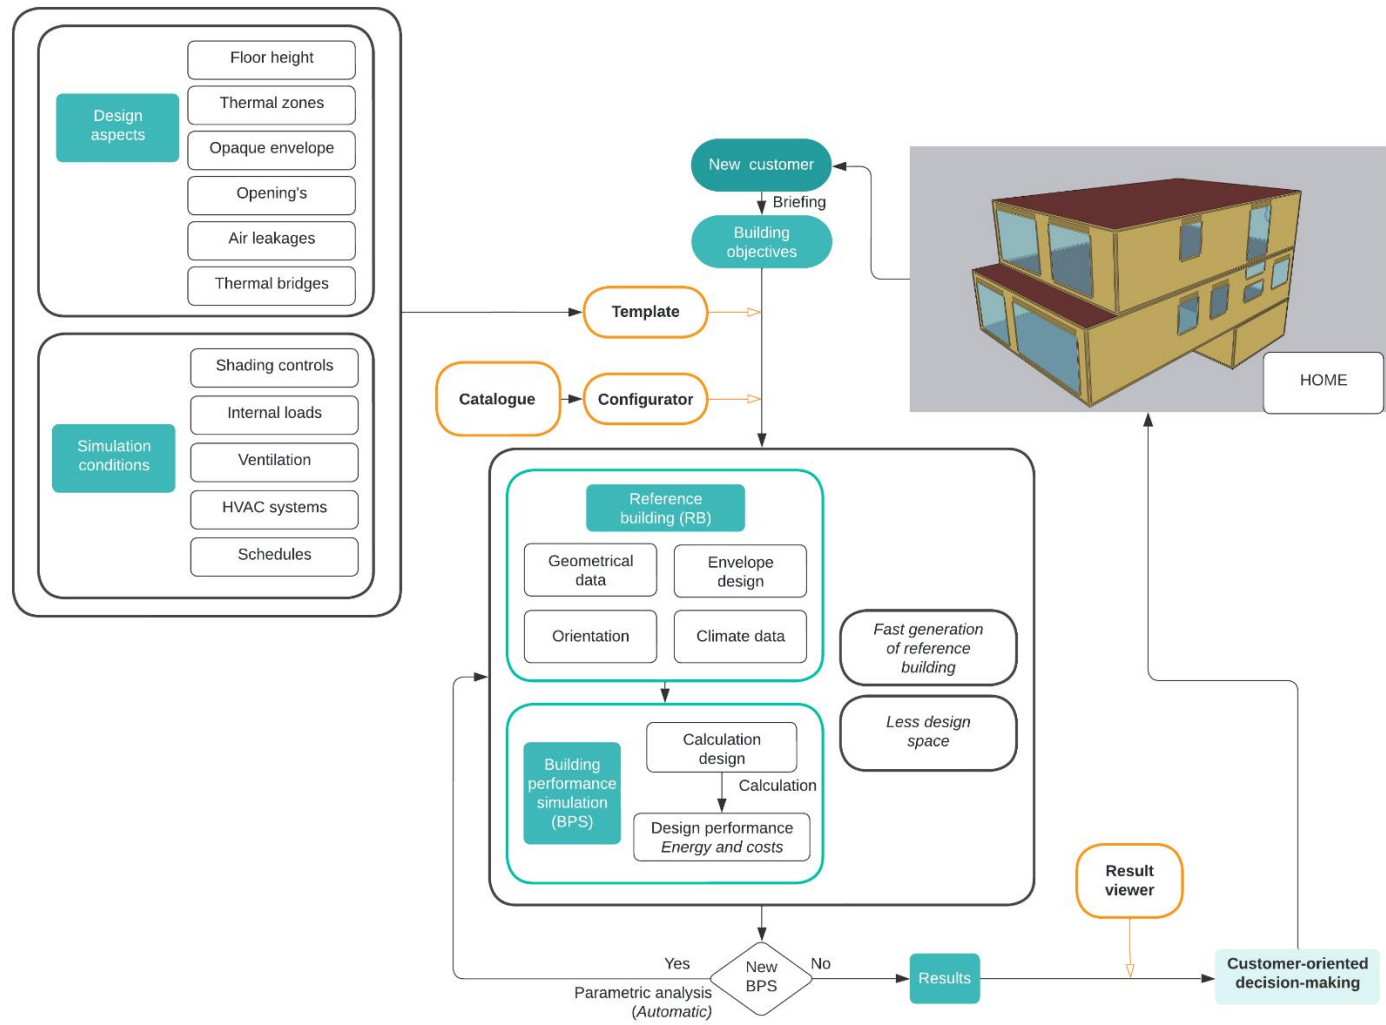 Design
aspects
Floor height
Thermal zones
Opaque envelope
Opening's
Air leakages
Thermal bridges
Simulation
conditions
Shading controls
Internal loads
Ventilation
HVAC systems
Schedules
New customer
Briefing
Building
objectives
Template
Catalogue
Configurator
HOME
Reference
building (RB)
Geometrical
data
Envelope
design
Orientation
Climate data
Fast generation
of reference
building
Less design
space
Building
performance
simulation
(BPS)
Calculation
design
Calculation
Design performance
Energy and costs
Result
viewer
Yes
New
BPS
No
Parametric analysis
(Automatic)
Results
Customer-oriented
decision-making